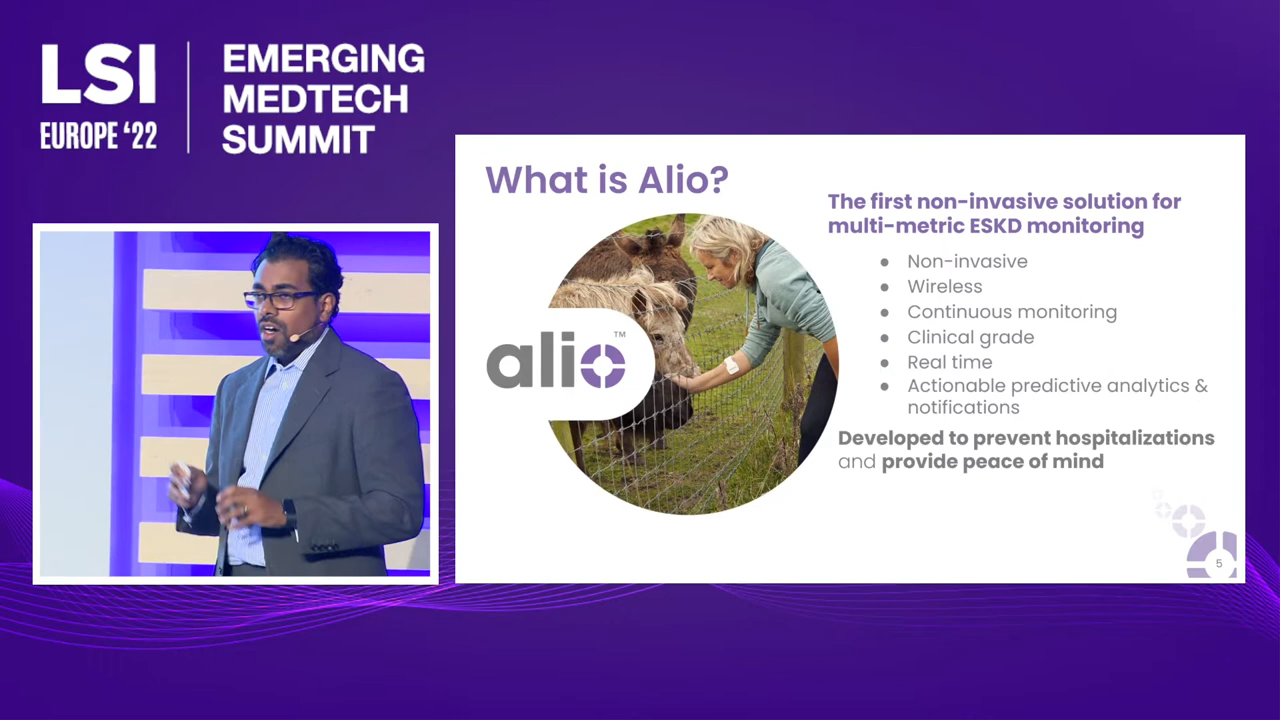 LSI
EUROPE ‘22
EMERGING
MEDTECH
SUMMIT
What is Alio?
alio™
The first non-invasive solution for
multi-metric ESKD monitoring
● Non-invasive
● Wireless
● Continuous monitoring
● Clinical grade
● Real time
● Actionable predictive analytics &
notifications
Developed to prevent hospitalizations
and provide peace of mind
5